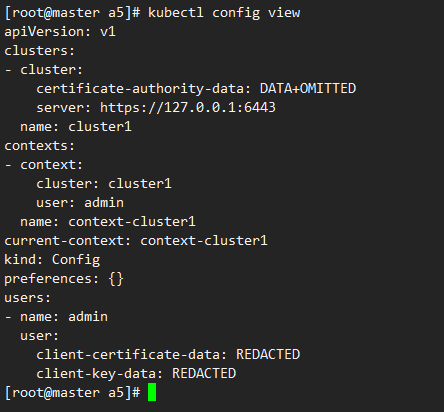 [root@master a5]# kubectl config view
apiVersion: v1
clusters:
- cluster:
    certificate-authority-data: DATA+OMITTED
    server: https://127.0.0.1:6443
  name: cluster1
contexts:
- context:
    cluster: cluster1
    user: admin
  name: context-cluster1
current-context: context-cluster1
kind: Config
preferences: {}
users:
- name: admin
  user:
    client-certificate-data: REDACTED
    client-key-data: REDACTED
[root@master a5]#